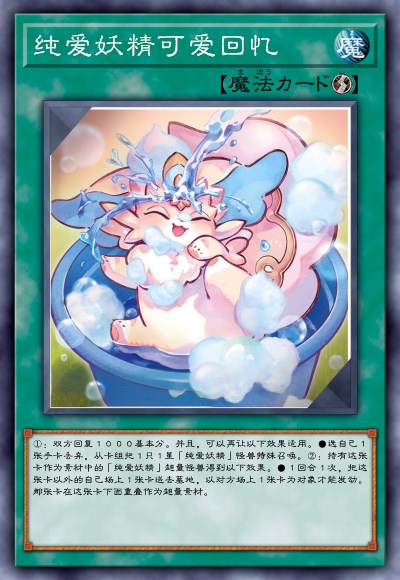 纯爱妖精可爱回忆
魔
まほう
【魔法カード】
①：双方回复1000基本分。并且，可以再让以下效果适用。●选自己1
张手卡丢弃，从卡组把1只1星「纯爱妖精」怪兽特殊召唤。②：持有这张
卡作为素材中的「纯爱妖精」超量怪兽得到以下效果。●1回合1次，把这
张卡以外的自己场上1张卡送去墓地，以对方场上1张卡为对象才能发动。
那张卡在这张卡下面重叠作为超量素材。